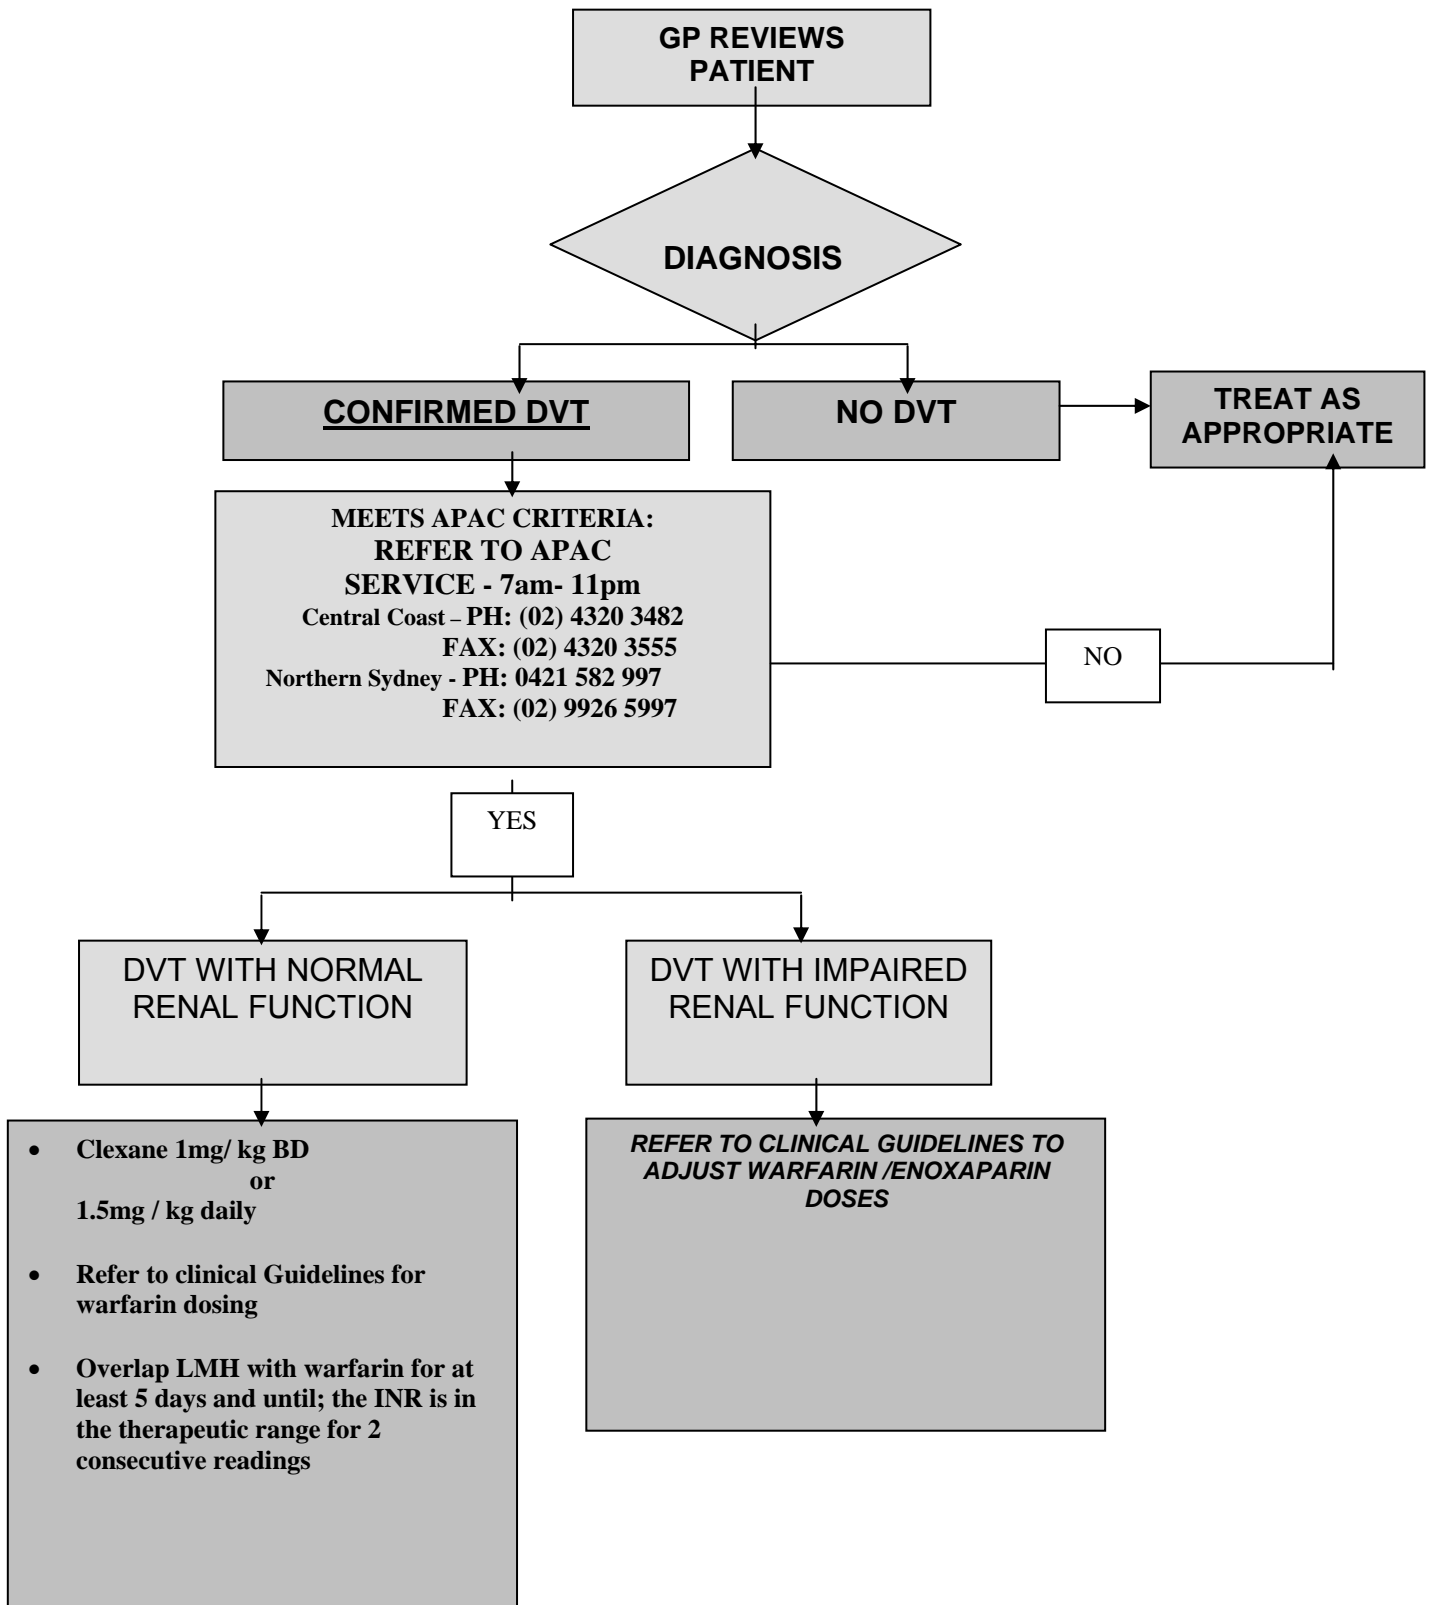 GP REVIEWS
PATIENT
DIAGNOSIS
CONFIRMED DVT
NO DVT
TREAT AS
APPROPRIATE
MEETS APAC CRITERIA:
REFER TO APAC
SERVICE - 7am- 11pm
Central Coast – PH: (02) 4320 3482
FAX: (02) 4320 3555
Northern Sydney - PH: 0421 582 997
FAX: (02) 9926 5997
NO
YES
DVT WITH NORMAL
RENAL FUNCTION
DVT WITH IMPAIRED
RENAL FUNCTION
• Clexane 1mg/ kg BD
or
1.5mg / kg daily
• Refer to clinical Guidelines for
warfarin dosing
• Overlap LMH with warfarin for at
least 5 days and until; the INR is in
the therapeutic range for 2
consecutive readings
REFER TO CLINICAL GUIDELINES TO
ADJUST WARFARIN /ENOXAPARIN
DOSES